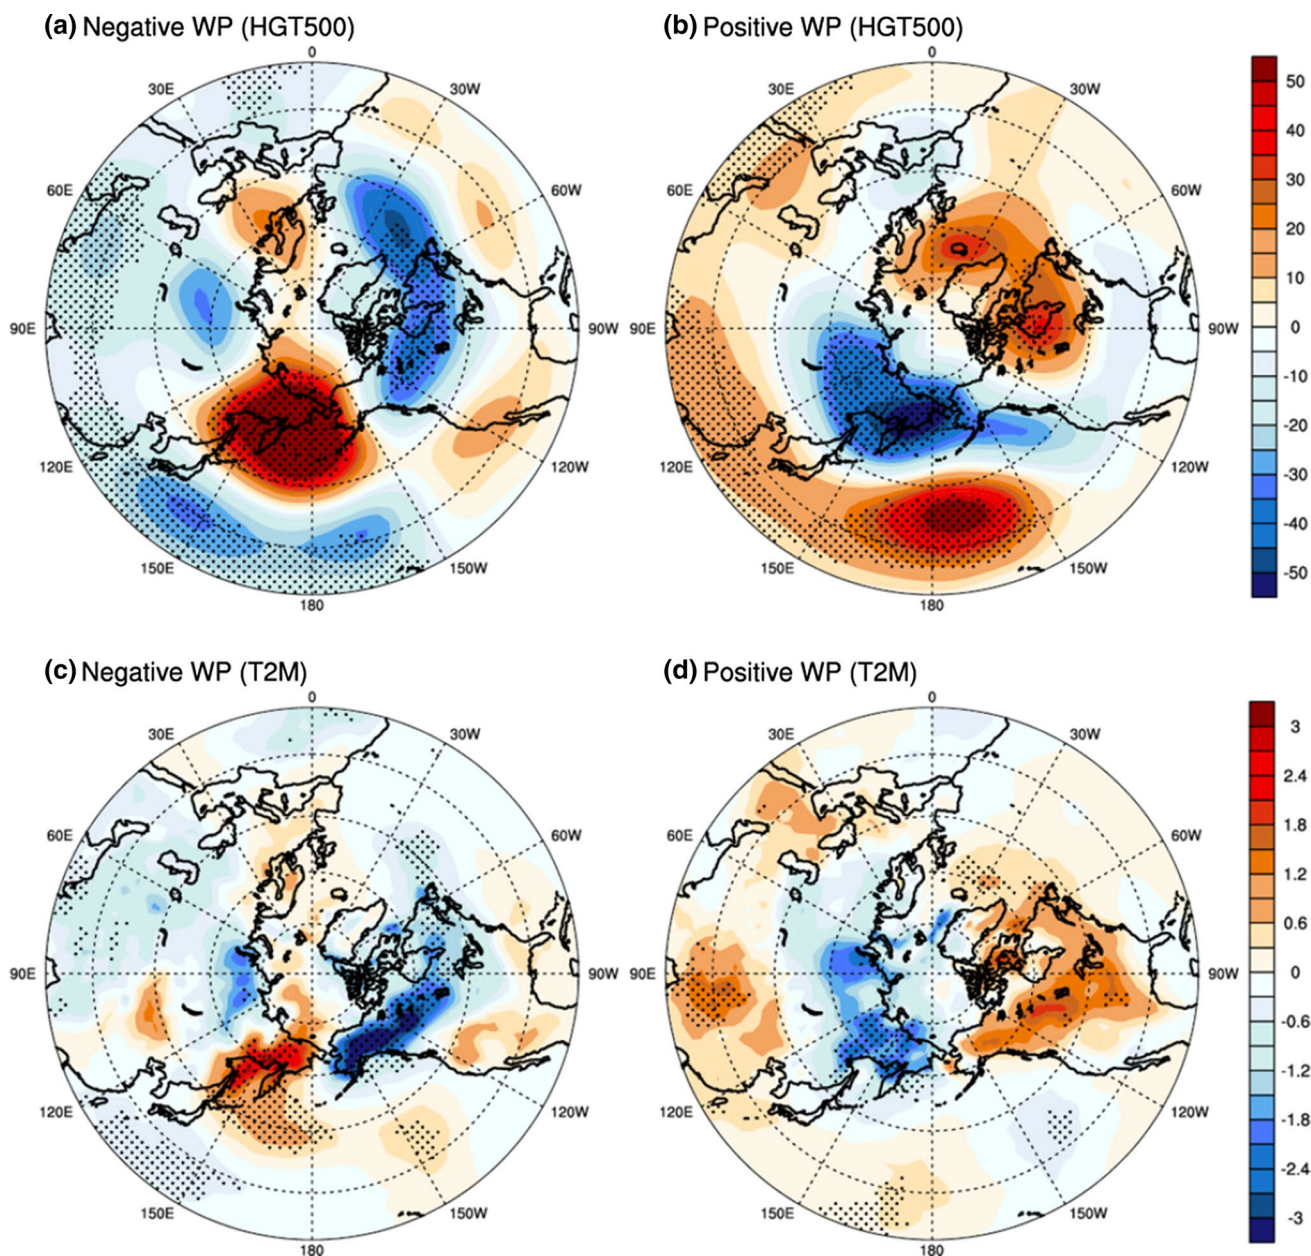 (a) Negative WP (HGT500)
0
30E
30W
60E
60W
90E
90W
120E
120W
150E
150W
180
(b) Positive WP (HGT500)
0
30E
30W
60E
60W
90E
90W
120E
120W
150E
150W
180
50
40
30
20
10
0
-10
-20
-30
-40
-50
(c) Negative WP (T2M)
0
30E
30W
60E
60W
90E
90W
120E
120W
150E
150W
180
(d) Positive WP (T2M)
0
30E
30W
60E
60W
90E
90W
120E
120W
150E
150W
180
3
2.4
1.8
1.2
0.6
0
-0.6
-1.2
-1.8
-2.4
-3